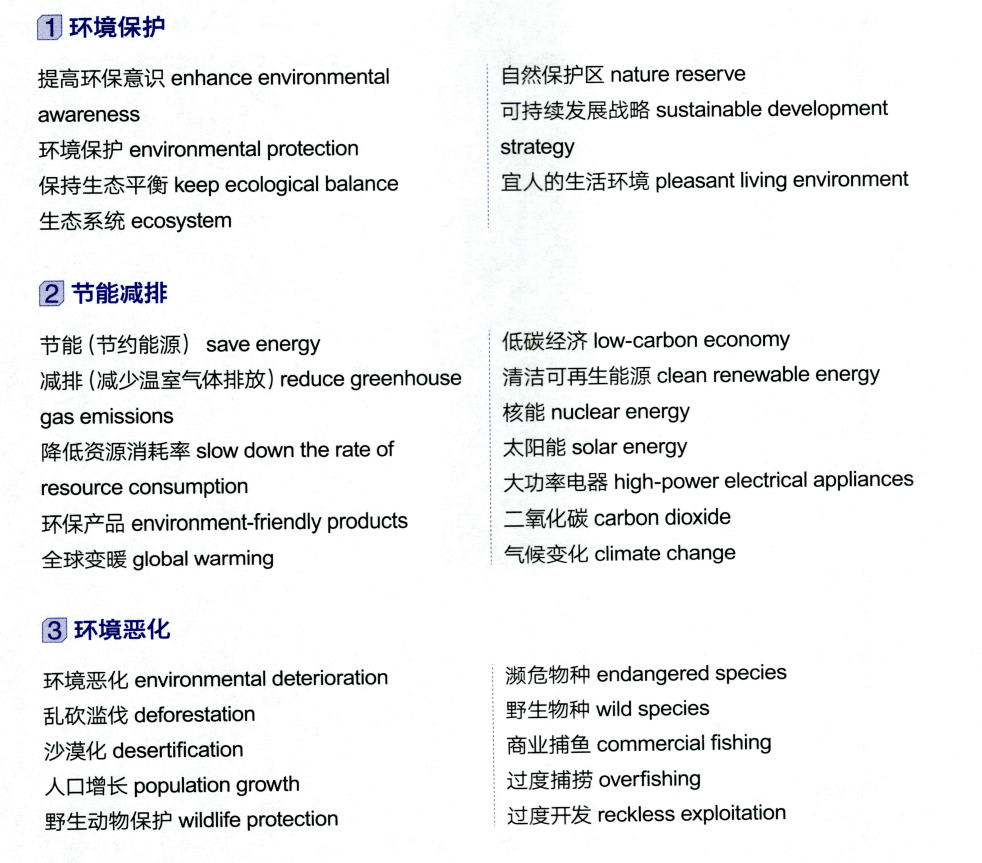 1 环境保护
提高环保意识 enhance environmental
awareness
环境保护 environmental protection
保持生态平衡 keep ecological balance
生态系统 ecosystem
自然保护区 nature reserve
可持续发展战略 sustainable development
strategy
宜人的生活环境 pleasant living environment
2 节能减排
节能(节约能源) save energy
减排(减少温室气体排放) reduce greenhouse
gas emissions
降低资源消耗率 slow down the rate of
resource consumption
环保产品 environment-friendly products
全球变暖 global warming
低碳经济 low-carbon economy
清洁可再生能源 clean renewable energy
核能 nuclear energy
太阳能 solar energy
大功率电器 high-power electrical appliances
二氧化碳 carbon dioxide
气候变化 climate change
3 环境恶化
环境恶化 environmental deterioration
乱砍滥伐 deforestation
沙漠化 desertification
人口增长 population growth
野生动物保护 wildlife protection
濒危物种 endangered species
野生物种 wild species
商业捕鱼 commercial fishing
过度捕捞 overfishing
过度开发 reckless exploitation